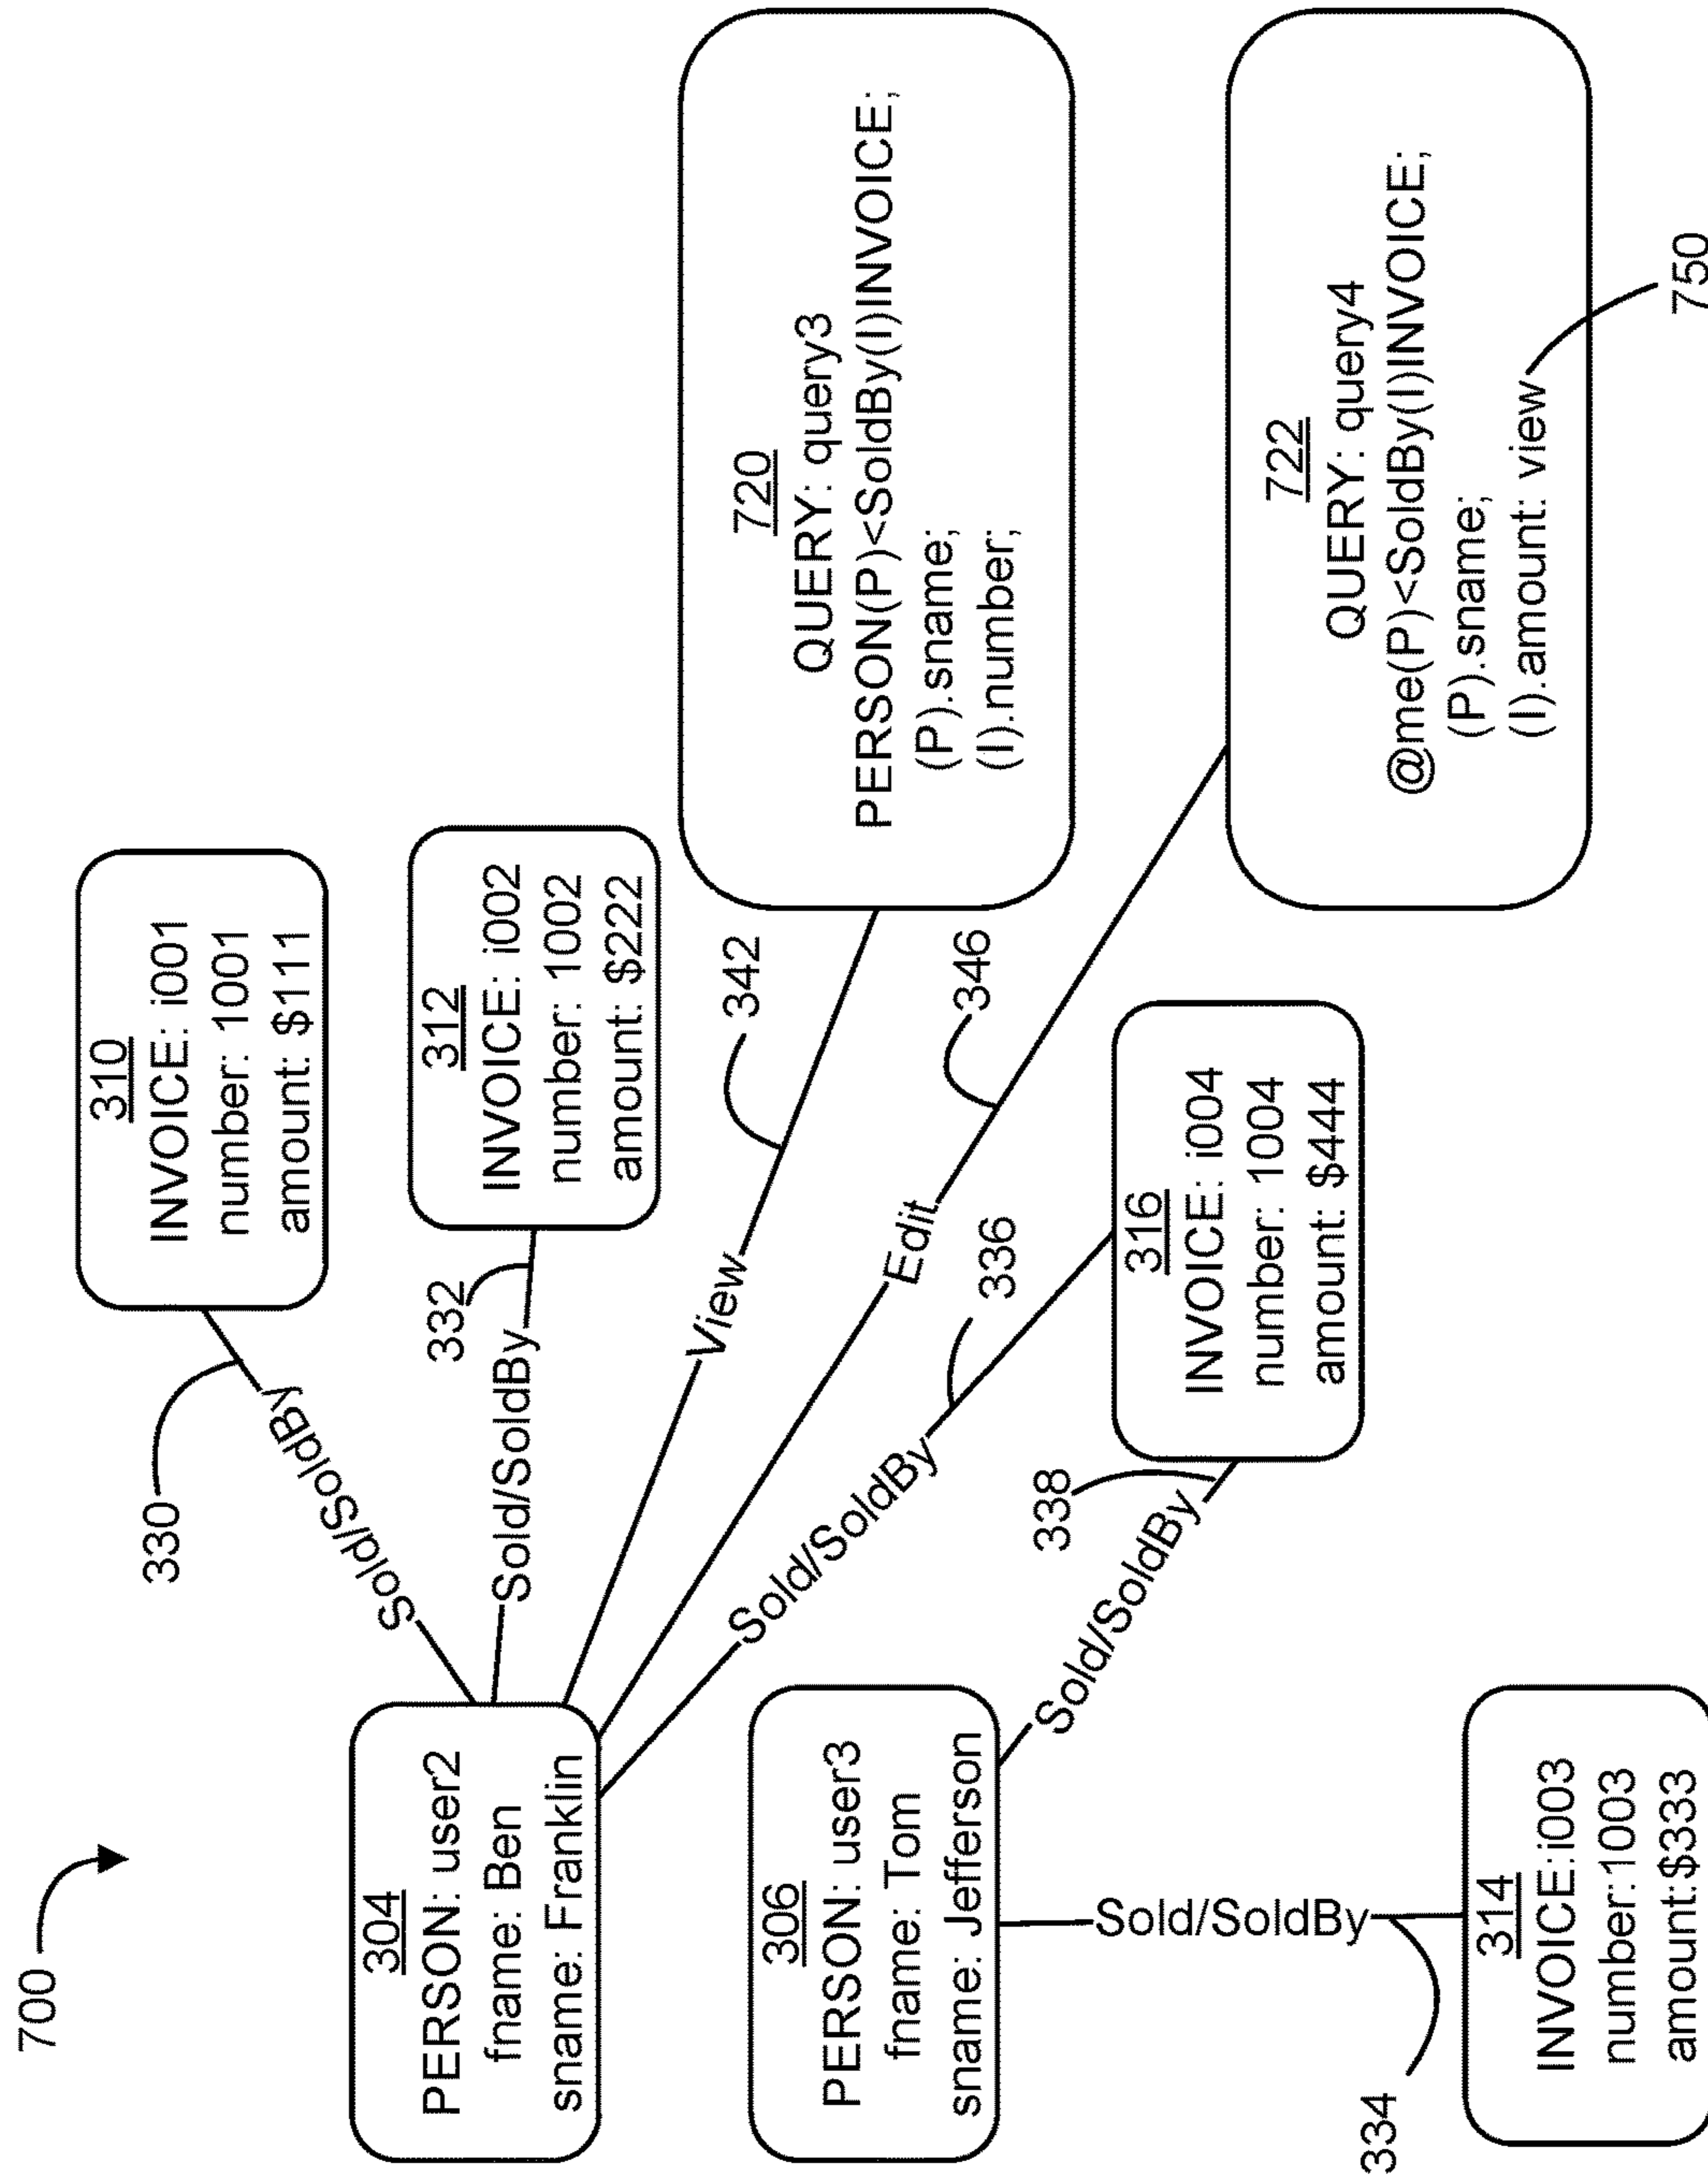 700
304
PERSON: user2
fname: Ben
sname: Franklin
306
PERSON: user3
fname: Tom
sname: Jefferson
314
INVOICE:i003
number:1003
amount:$333
334
Sold/SoldBy
330
Sold/SoldBy
332
Sold/SoldBy
View
342
Edit
346
Sold/SoldBy
336
Sold/SoldBy
338
310
INVOICE: i001
number: 1001
amount: $111
312
INVOICE: i002
number: 1002
amount: $222
316
INVOICE: i004
number: 1004
amount: $444
720
QUERY: query3
PERSON(P)<SoldBy(I)INVOICE;
(P).sname;
(I).number;
722
QUERY: query4
@me(P)<SoldBy(I)INVOICE;
(P).sname;
(I).amount: view
750